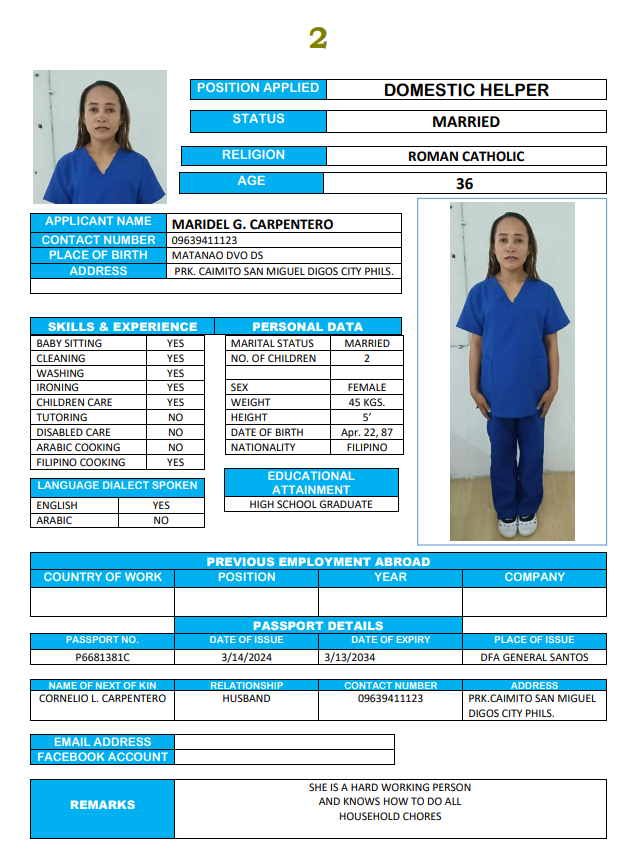 2
POSITION APPLIED DOMESTIC HELPER
STATUS MARRIED
RELIGION ROMAN CATHOLIC
AGE 36
APPLICANT NAME MARIDEL G. CARPENTERO
CONTACT NUMBER 09639411123
PLACE OF BIRTH MATANAO DVO DS
ADDRESS PRK. CAIMITO SAN MIGUEL DIGOS CITY PHILS.
SKILLS & EXPERIENCE PERSONAL DATA
BABY SITTING YES MARITAL STATUS MARRIED
CLEANING YES NO. OF CHILDREN 2
WASHING YES
IRONING YES SEX FEMALE
CHILDREN CARE YES WEIGHT 45 KGS.
TUTORING NO HEIGHT 5’
DISABLED CARE NO DATE OF BIRTH Apr. 22, 87
ARABIC COOKING NO NATIONALITY FILIPINO
FILIPINO COOKING YES
LANGUAGE DIALECT SPOKEN
ENGLISH YES
ARABIC NO
EDUCATIONAL
ATTAINMENT
HIGH SCHOOL GRADUATE
PREVIOUS EMPLOYMENT ABROAD
COUNTRY OF WORK POSITION YEAR COMPANY
PASSPORT DETAILS
PASSPORT NO. DATE OF ISSUE DATE OF EXPIRY PLACE OF ISSUE
P6681381C 3/14/2024 3/13/2034 DFA GENERAL SANTOS
NAME OF NEXT OF KIN RELATIONSHIP CONTACT NUMBER ADDRESS
CORNELIO L. CARPENTERO HUSBAND 09639411123 PRK.CAIMITO SAN MIGUEL
DIGOS CITY PHILS.
EMAIL ADDRESS
FACEBOOK ACCOUNT
REMARKS
SHE IS A HARD WORKING PERSON
AND KNOWS HOW TO DO ALL
HOUSEHOLD CHORES